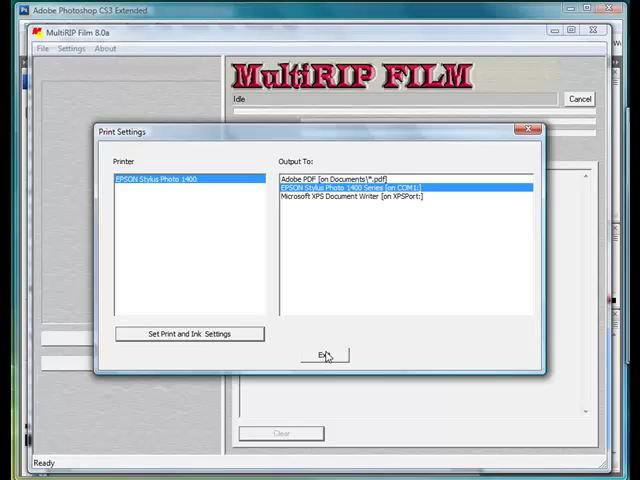 Adobe Photoshop CS3 Extended
MultiRIP Film 8.0a
File Settings About
MultiRIP FILM
Idle
Cancel
Print Settings
Printer
Output To:
EPSON Stylus Photo 1400
Adobe PDF [on Documents\*.pdf]
EPSON Stylus Photo 1400 Series [on COM1:]
Microsoft XPS Document Writer [on XPSPort:]
Set Print and Ink Settings
Clear
Ready